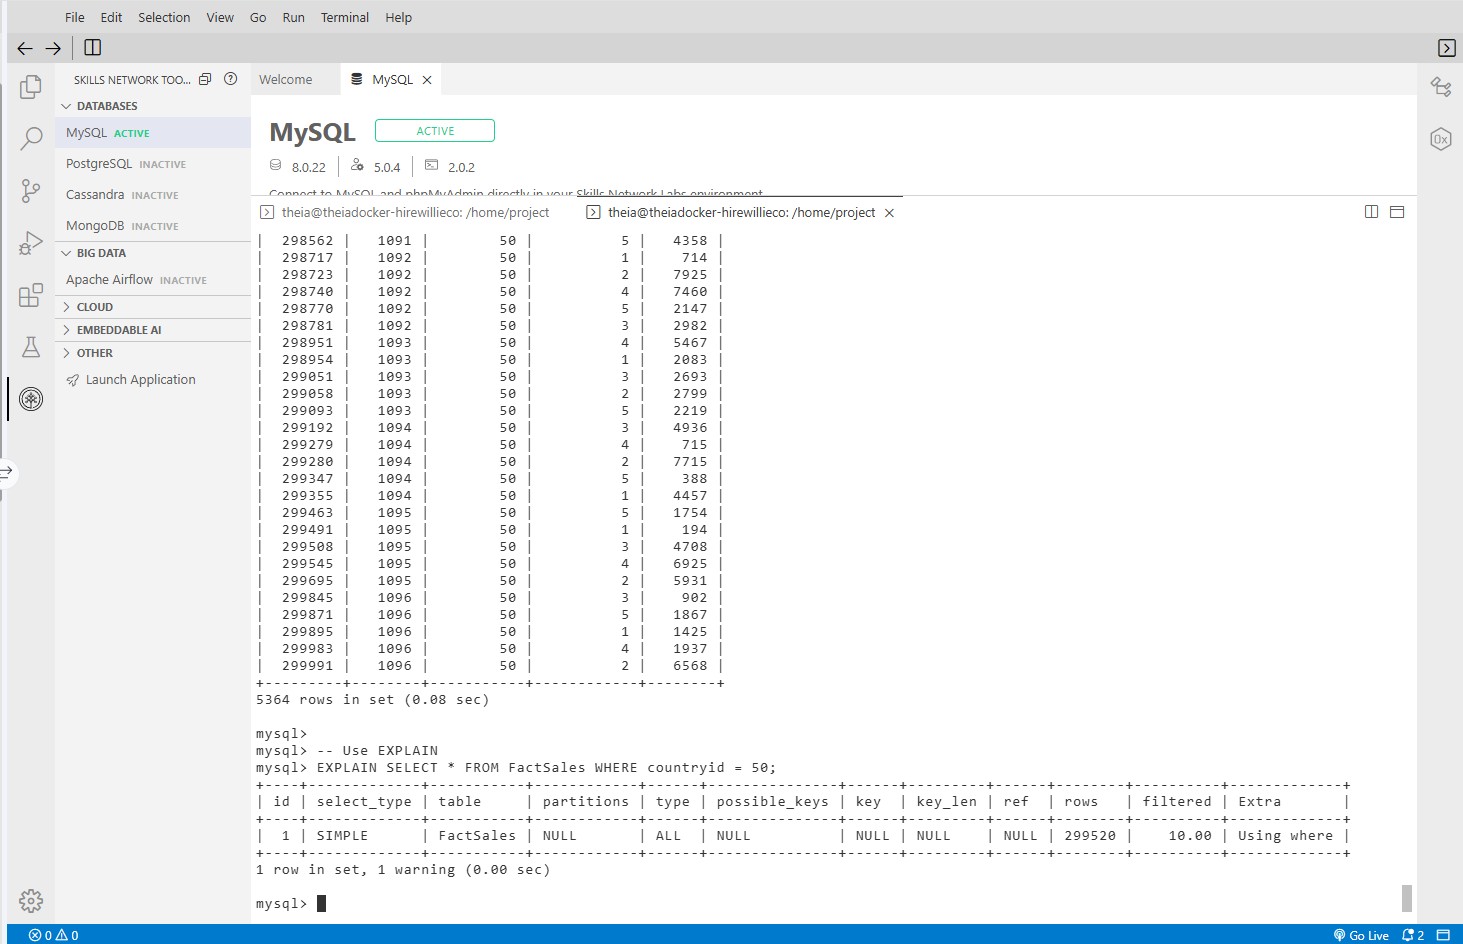 File Edit Selection View Go Run Terminal Help
SKILLS NETWORK TOO...
Welcome
MySQL
DATABASES
MySQL ACTIVE
PostgreSQL INACTIVE
Cassandra INACTIVE
MongoDB INACTIVE
BIG DATA
Apache Airflow INACTIVE
CLOUD
EMBEDDABLE AI
OTHER
Launch Application
MySQL ACTIVE
8.0.22 5.0.4 2.0.2
Connect to MySQL and phpMyAdmin directly in your Skills Network Labs environment
theia@theiadocker-hirewillieco: /home/project theia@theiadocker-hirewillieco: /home/project
| 298562 | 1091 | 50 | 5 | 4358 |
| 298717 | 1092 | 50 | 1 | 714 |
| 298723 | 1092 | 50 | 2 | 7925 |
| 298740 | 1092 | 50 | 4 | 7460 |
| 298770 | 1092 | 50 | 5 | 2147 |
| 298781 | 1092 | 50 | 3 | 2982 |
| 298951 | 1093 | 50 | 4 | 5467 |
| 298954 | 1093 | 50 | 1 | 2083 |
| 299051 | 1093 | 50 | 3 | 2693 |
| 299058 | 1093 | 50 | 2 | 2799 |
| 299093 | 1093 | 50 | 5 | 2219 |
| 299192 | 1094 | 50 | 3 | 4936 |
| 299279 | 1094 | 50 | 4 | 715 |
| 299280 | 1094 | 50 | 2 | 7715 |
| 299347 | 1094 | 50 | 5 | 388 |
| 299355 | 1094 | 50 | 1 | 4457 |
| 299463 | 1095 | 50 | 5 | 1754 |
| 299491 | 1095 | 50 | 1 | 194 |
| 299508 | 1095 | 50 | 3 | 4708 |
| 299545 | 1095 | 50 | 4 | 6925 |
| 299695 | 1095 | 50 | 2 | 5931 |
| 299845 | 1096 | 50 | 3 | 902 |
| 299871 | 1096 | 50 | 5 | 1867 |
| 299895 | 1096 | 50 | 1 | 1425 |
| 299983 | 1096 | 50 | 4 | 1937 |
| 299991 | 1096 | 50 | 2 | 6568 |
+---------+--------+-----------+------------+--------+
5364 rows in set (0.08 sec)
mysql>
mysql> -- Use EXPLAIN
mysql> EXPLAIN SELECT * FROM FactSales WHERE countryid = 50;
+----+-------------+-----------+------------+------+---------------+------+---------+------+--------+----------+-------------+
| id | select_type | table | partitions | type | possible_keys | key | key_len | ref | rows | filtered | Extra |
+----+-------------+-----------+------------+------+---------------+------+---------+------+--------+----------+-------------+
| 1 | SIMPLE | FactSales | NULL | ALL | NULL | NULL | NULL | NULL | 299520 | 10.00 | Using where |
+----+-------------+-----------+------------+------+---------------+------+---------+------+--------+----------+-------------+
1 row in set, 1 warning (0.00 sec)
mysql>
0 0 Go Live 2